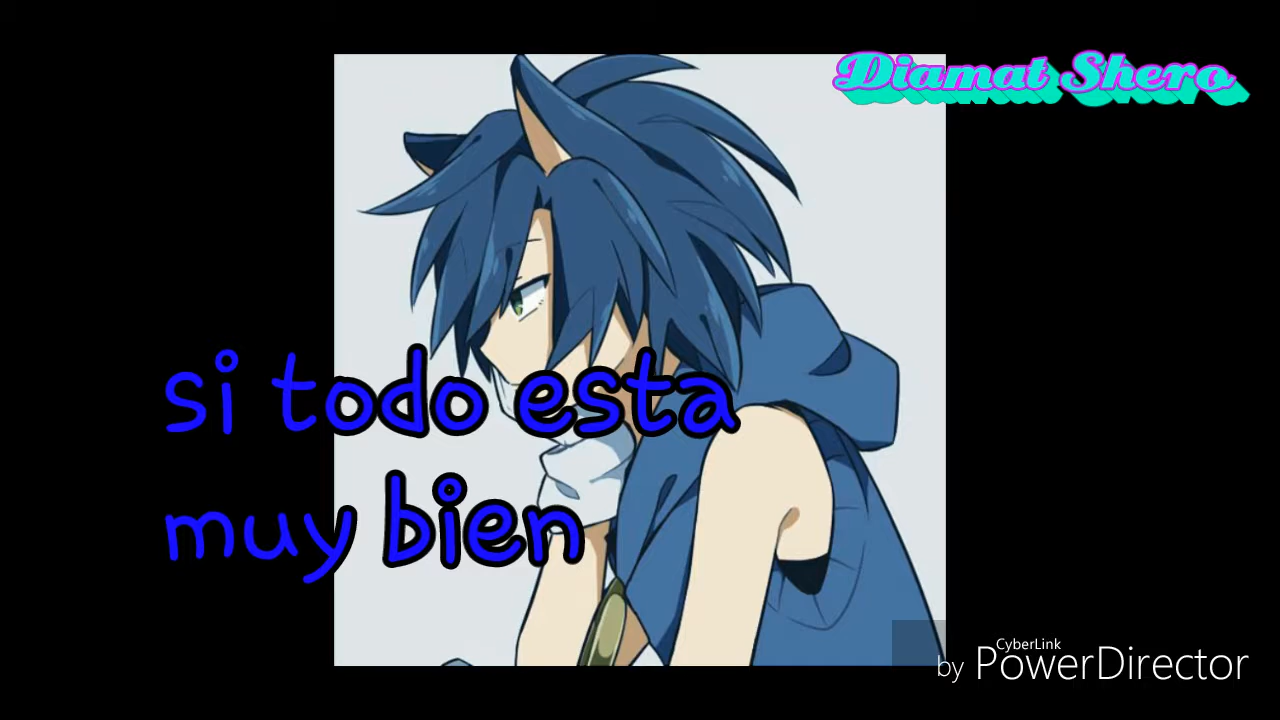 Diamat Shero
si todo esta
muy bien
CyberLink
by PowerDirector